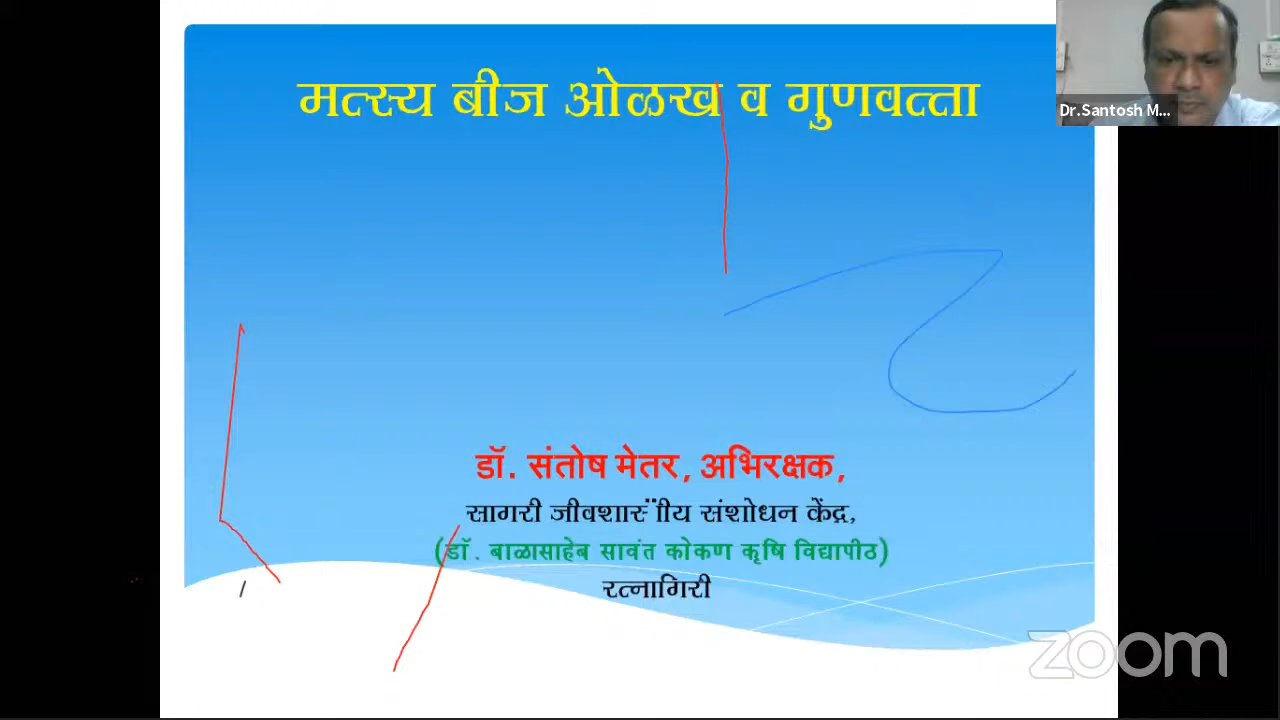 मत्स्य बीज ओळख व गुणवत्ता
Dr.Santosh M...
डॉ. संतोष मेतर, अभिरक्षक,
सागरी जीवशास्ीय संशोधन केंद्र,
(डॉ. बाळासाहेब सावंत कोकण कृषि विद्यापीठ)
रत्नागिरी
zoom